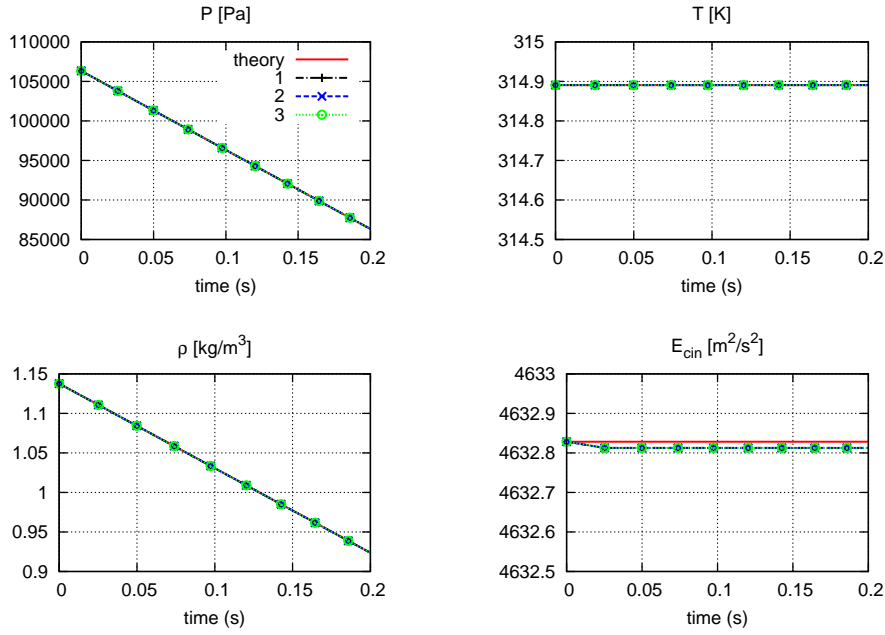 P [Pa]
110000
105000
100000
95000
90000
85000
0 0.05 0.1 0.15 0.2
time (s)
theory
1
2
3
T [K]
315
314.9
314.8
314.7
314.6
314.5
0 0.05 0.1 0.15 0.2
time (s)
ρ [kg/m³]
1.15
1.1
1.05
1
0.95
0.9
0 0.05 0.1 0.15 0.2
time (s)
E_cin [m²/s²]
4633
4632.9
4632.8
4632.7
4632.6
4632.5
0 0.05 0.1 0.15 0.2
time (s)